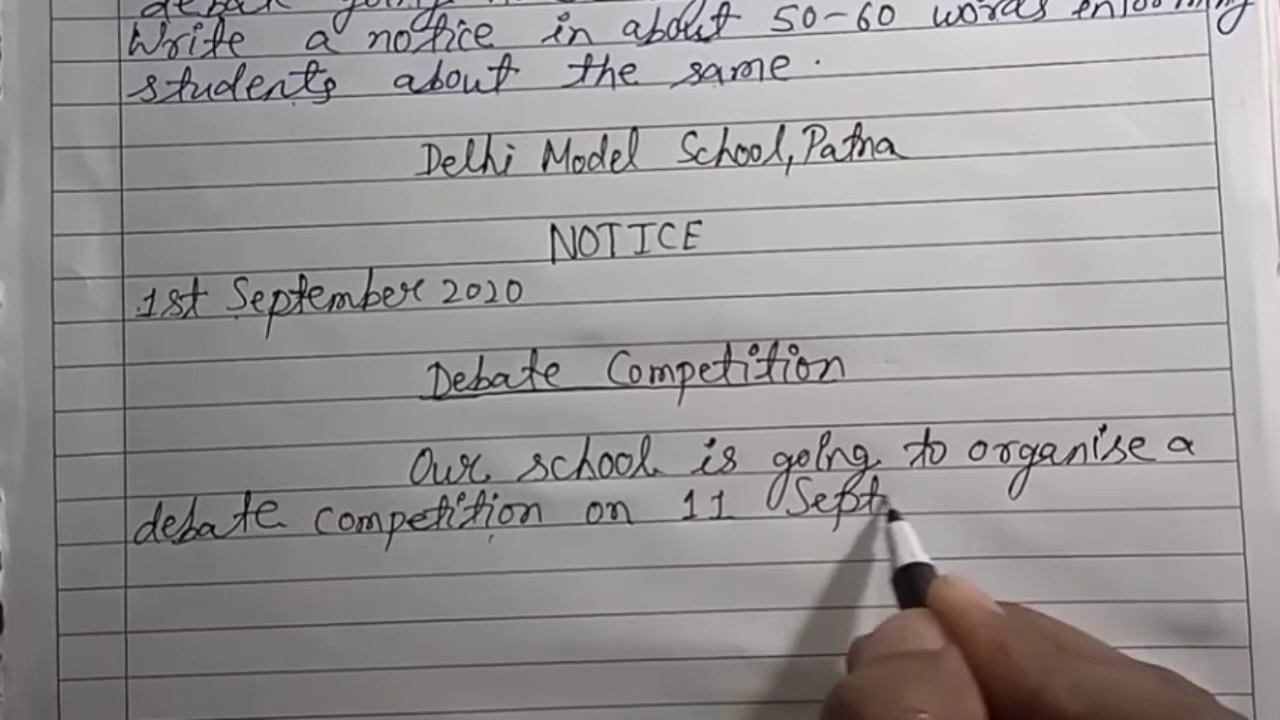 Write a notice in about 50-60 words informing
students about the same.
Delhi Model School, Patna
NOTICE
1st September 2020
Debate Competition
Our school is going to organise a
debate competition on 11 Sept